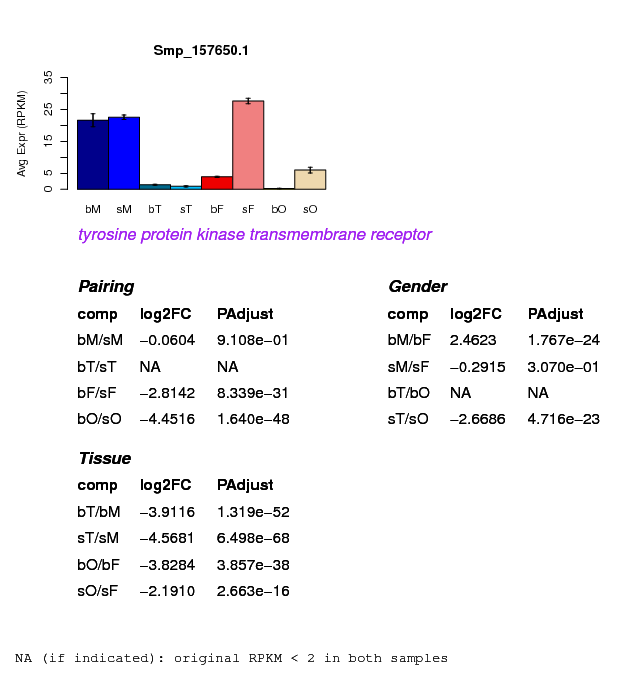 Smp_157650.1
Avg Expr (RPKM)
35
25
15
5
0
bM sM bT sT bF sF bO sO
tyrosine protein kinase transmembrane receptor
Pairing
comp log2FC PAdjust
bM/sM −0.0604 9.108e−01
bT/sT NA NA
bF/sF −2.8142 8.339e−31
bO/sO −4.4516 1.640e−48
Gender
comp log2FC PAdjust
bM/bF 2.4623 1.767e−24
sM/sF −0.2915 3.070e−01
bT/bO NA NA
sT/sO −2.6686 4.716e−23
Tissue
comp log2FC PAdjust
bT/bM −3.9116 1.319e−52
sT/sM −4.5681 6.498e−68
bO/bF −3.8284 3.857e−38
sO/sF −2.1910 2.663e−16
NA (if indicated): original RPKM < 2 in both samples